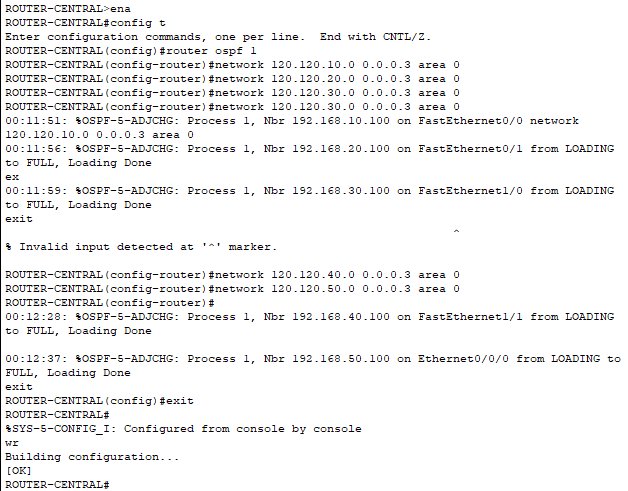 ROUTER-CENTRAL>ena
ROUTER-CENTRAL#config t
Enter configuration commands, one per line.  End with CNTL/Z.
ROUTER-CENTRAL(config)#router ospf 1
ROUTER-CENTRAL(config-router)#network 120.120.10.0 0.0.0.3 area 0
ROUTER-CENTRAL(config-router)#network 120.120.20.0 0.0.0.3 area 0
ROUTER-CENTRAL(config-router)#network 120.120.30.0 0.0.0.3 area 0
ROUTER-CENTRAL(config-router)#network 120.120.30.0 0.0.0.3 area 0
00:11:51: %OSPF-5-ADJCHG: Process 1, Nbr 192.168.10.100 on FastEthernet0/0 network
120.120.10.0 0.0.0.3 area 0
00:11:56: %OSPF-5-ADJCHG: Process 1, Nbr 192.168.20.100 on FastEthernet0/1 from LOADING
to FULL, Loading Done
ex
00:11:59: %OSPF-5-ADJCHG: Process 1, Nbr 192.168.30.100 on FastEthernet1/0 from LOADING
to FULL, Loading Done
exit
^
% Invalid input detected at '^' marker.
ROUTER-CENTRAL(config-router)#network 120.120.40.0 0.0.0.3 area 0
ROUTER-CENTRAL(config-router)#network 120.120.50.0 0.0.0.3 area 0
ROUTER-CENTRAL(config-router)#
00:12:28: %OSPF-5-ADJCHG: Process 1, Nbr 192.168.40.100 on FastEthernet1/1 from LOADING
to FULL, Loading Done
00:12:37: %OSPF-5-ADJCHG: Process 1, Nbr 192.168.50.100 on Ethernet0/0/0 from LOADING to
FULL, Loading Done
exit
ROUTER-CENTRAL(config)#exit
ROUTER-CENTRAL#
%SYS-5-CONFIG_I: Configured from console by console
wr
Building configuration...
[OK]
ROUTER-CENTRAL#